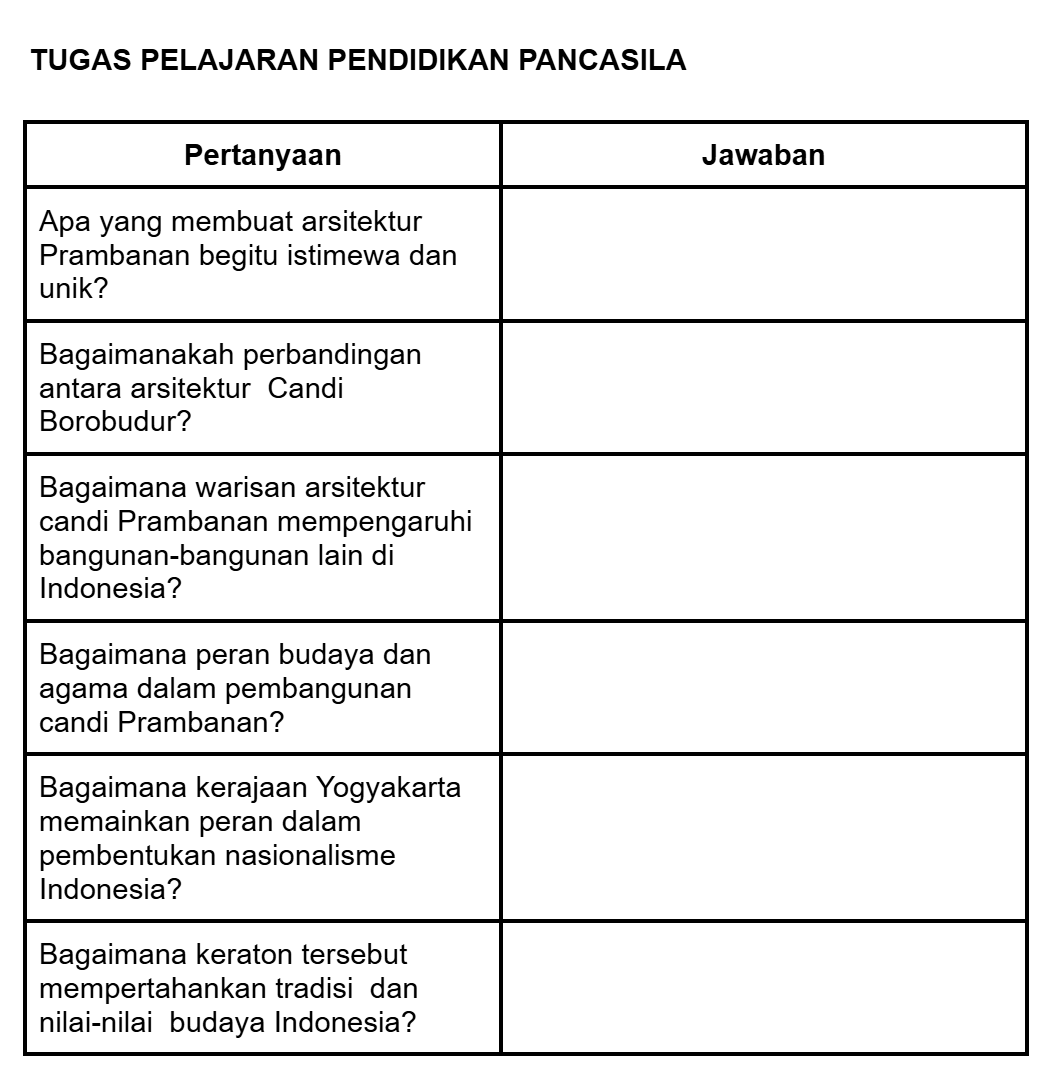 TUGAS PELAJARAN PENDIDIKAN PANCASILA
Pertanyaan
Jawaban
Apa yang membuat arsitektur
Prambanan begitu istimewa dan
unik?
Bagaimanakah perbandingan
antara arsitektur  Candi
Borobudur?
Bagaimana warisan arsitektur
candi Prambanan mempengaruhi
bangunan-bangunan lain di
Indonesia?
Bagaimana peran budaya dan
agama dalam pembangunan
candi Prambanan?
Bagaimana kerajaan Yogyakarta
memainkan peran dalam
pembentukan nasionalisme
Indonesia?
Bagaimana keraton tersebut
mempertahankan tradisi  dan
nilai-nilai  budaya Indonesia?